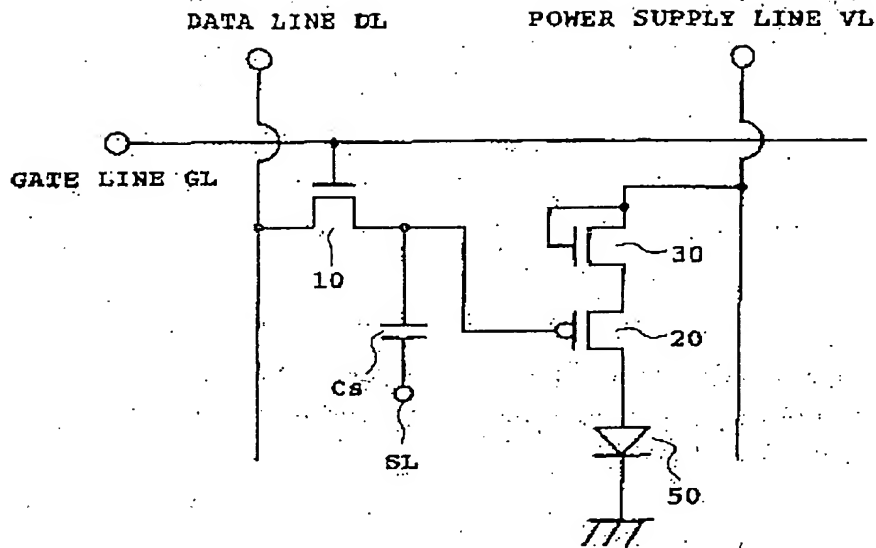 DATA LINE DL
POWER SUPPLY LINE VL
GATE LINE GL
10
30
20
Cs
SL
50